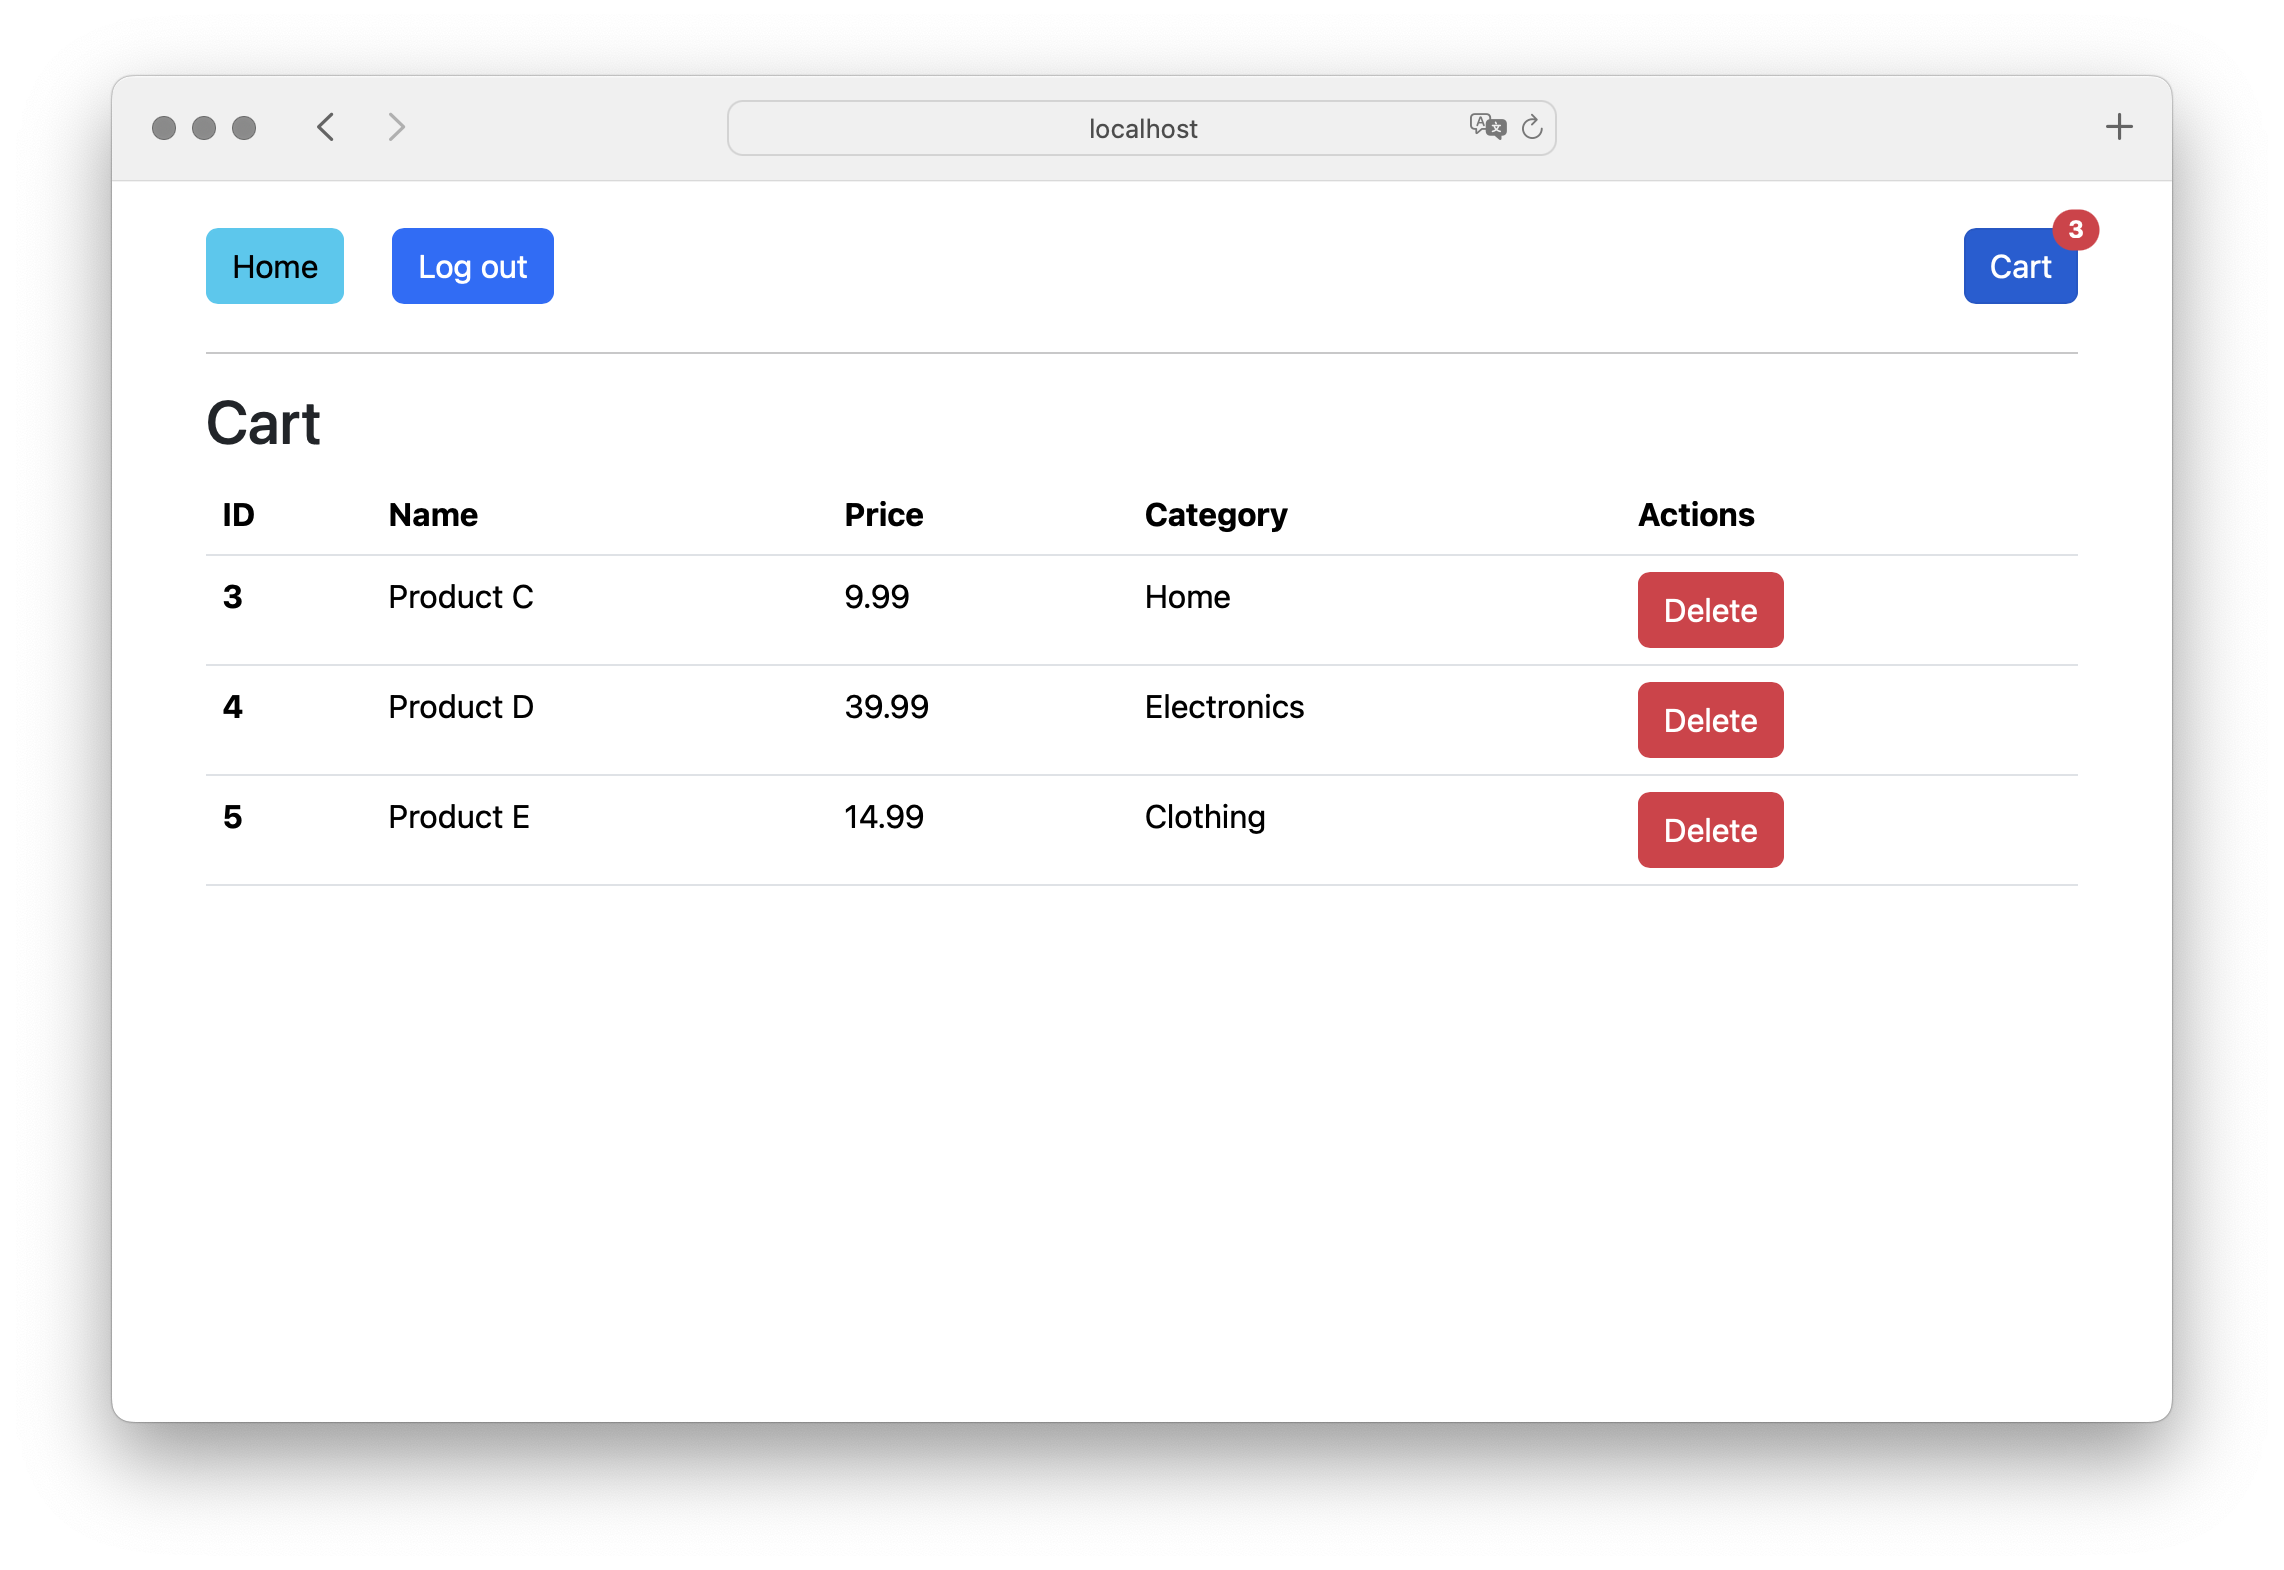 localhost
Home Log out Cart 3
Cart
ID Name Price Category Actions
3 Product C 9.99 Home Delete
4 Product D 39.99 Electronics Delete
5 Product E 14.99 Clothing Delete